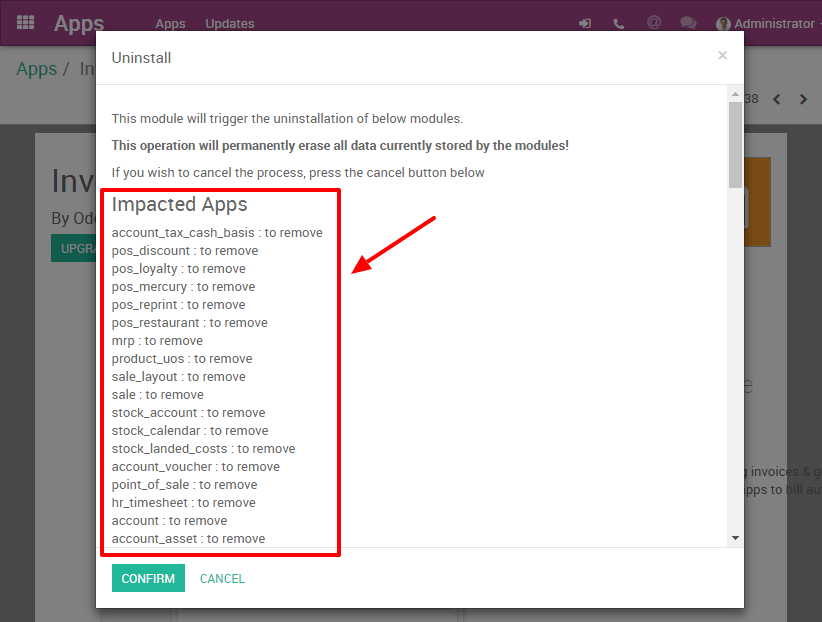 Apps Apps Updates @ Administrator
Apps / In
Uninstall ×
38
This module will trigger the uninstallation of below modules.
This operation will permanently erase all data currently stored by the modules!
If you wish to cancel the process, press the cancel button below
Inv
By Odo
UPGRA
Impacted Apps
account_tax_cash_basis : to remove
pos_discount : to remove
pos_loyalty : to remove
pos_mercury : to remove
pos_reprint : to remove
pos_restaurant : to remove
mrp : to remove
product_uos : to remove
sale_layout : to remove
sale : to remove
stock_account : to remove
stock_calendar : to remove
stock_landed_costs : to remove
account_voucher : to remove
g invoices & g
point_of_sale : to remove
apps to bill au
hr_timesheet : to remove
account : to remove
account_asset : to remove
CONFIRM CANCEL